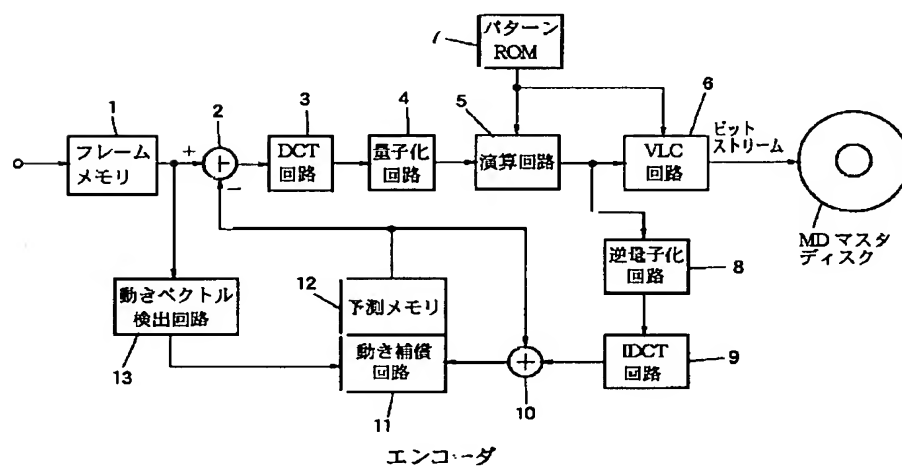 パターン
ROM
1
2
3
4
5
6
フレーム
メモリ
+
−
DCT
回路
量子化
回路
演算回路
VLC
回路
ビット
ストリーム
MD マスタ
ディスク
逆母子化
回路
8
動きベクトル
検出回路
13
12
予測メモリ
動き補償
回路
11
10
IDCT
回路
9
エンコーダ